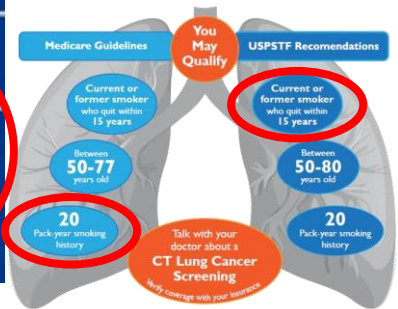 You
May
Qualify
Medicare Guidelines
USPSTF Recomendations
Current or
former smoker
who quit within
15 years
Current or
former smoker
who quit within
15 years
Between
50-77
years old
Between
50-80
years old
20
Pack-year smoking
history
20
Pack-year smoking
history
Talk with your
doctor about a
CT Lung Cancer
Screening
Verify coverage with your insurance